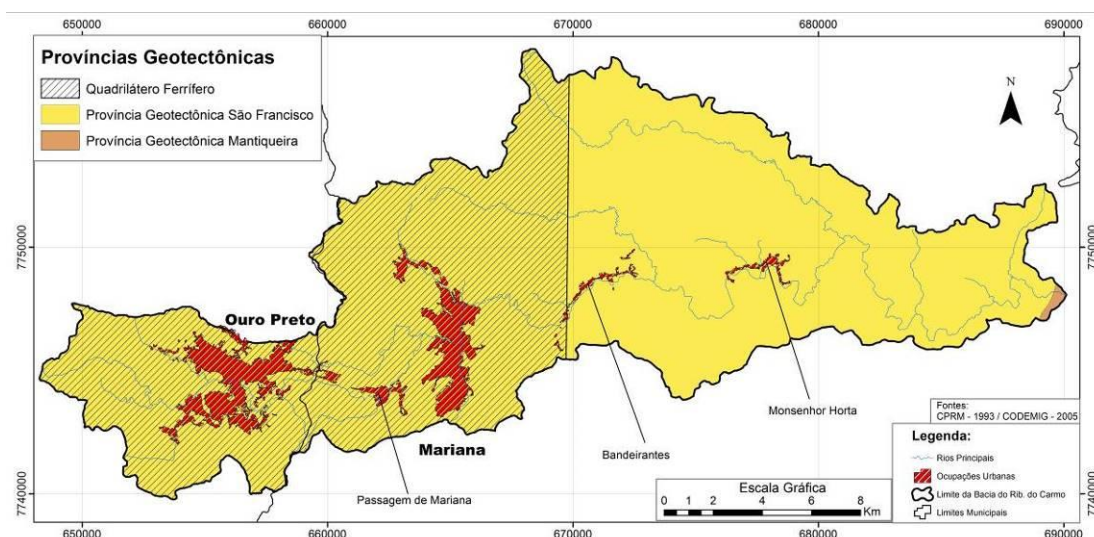 650000 660000 670000 680000 690000
Províncias Geotectônicas
Quadrilátero Ferrífero
Província Geotectônica São Francisco
Província Geotectônica Mantiqueira
N
7750000
7750000
Ouro Preto
Monsenhor Horta
Mariana
Bandeirantes
Passagem de Mariana
Fontes:
CPRM - 1993 / CODEMIG - 2005
Legenda:
Rios Principais
Ocupações Urbanas
Limite da Bacia do Rib. do Carmo
Limites Municipais
Escala Gráfica
0 1 2 4 6 8
Km
7740000
7740000
650000 660000 670000 680000 690000